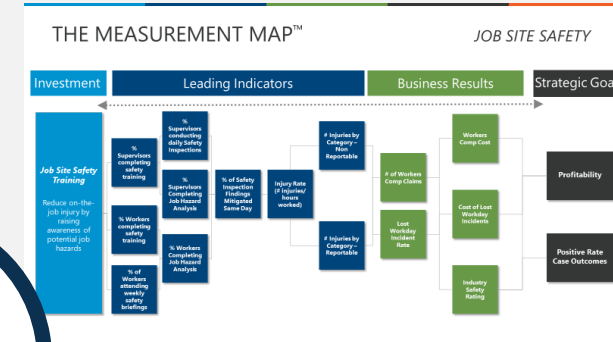 THE MEASUREMENT MAP™
JOB SITE SAFETY
Investment
Leading Indicators
Business Results
Strategic Goa
Job Site Safety
Training
Reduce on-the-
job injury by
raising
awareness of
potential job
hazards
%
Supervisors
completing
safety
training
% Workers
completing
safety
training
% of
Workers
attending
weekly
safety
briefings
%
Supervisors
conducting
daily Safety
Inspections
%
Supervisors
Completing
Job Hazard
Analysis
% Workers
Completing
Job Hazard
Analysis
% of Safety
Inspection
Findings
Mitigated
Same Day
Injury Rate
(# injuries/
hours
worked)
# Injuries by
Category –
Non
Reportable
# Injuries by
Category –
Reportable
# of Workers
Comp Claims
Lost
Workday
Incident
Rate
Workers
Comp Cost
Cost of Lost
Workday
Incidents
Industry
Safety
Rating
Profitability
Positive Rate
Case Outcomes